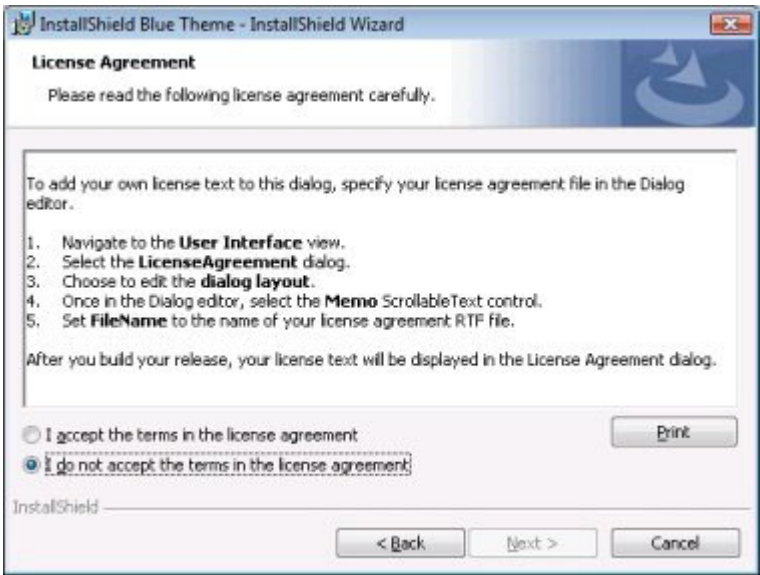 InstallShield Blue Theme - InstallShield Wizard
License Agreement
Please read the following license agreement carefully.
To add your own license text to this dialog, specify your license agreement file in the Dialog
editor.
1. Navigate to the User Interface view.
2. Select the LicenseAgreement dialog.
3. Choose to edit the dialog layout.
4. Once in the Dialog editor, select the Memo ScrollableText control.
5. Set FileName to the name of your license agreement RTF file.
After you build your release, your license text will be displayed in the License Agreement dialog.
I accept the terms in the license agreement
Print
I do not accept the terms in the license agreement
InstallShield
< Back
Next >
Cancel